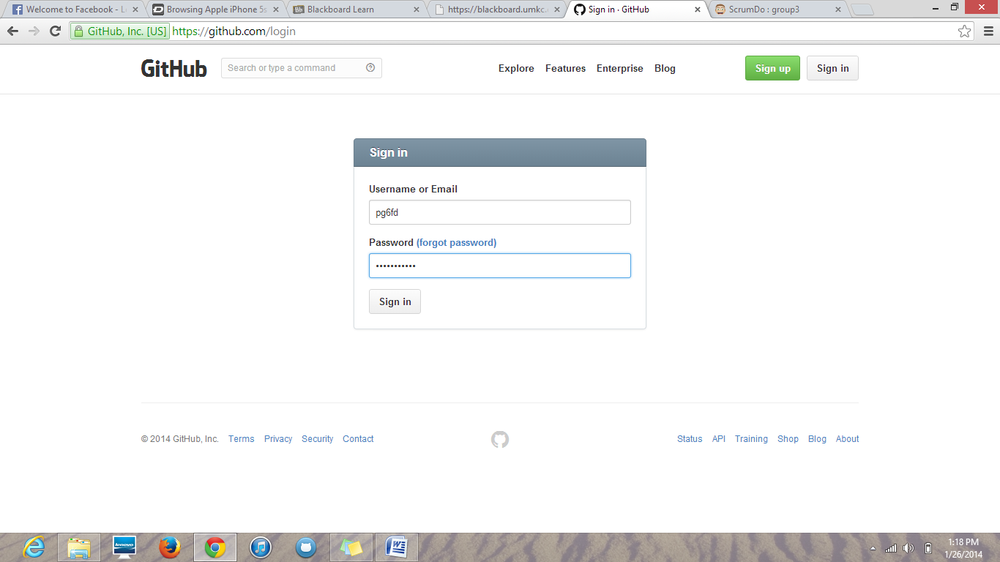 Welcome to Facebook - L
Browsing Apple iPhone 5s
Bb Blackboard Learn
https://blackboard.umkc.
Sign in · GitHub
ScrumDo : group3
GitHub, Inc. [US] https://github.com/login
GitHub Search or type a command Explore Features Enterprise Blog Sign up Sign in
Sign in
Username or Email
pg6fd
Password (forgot password)
•••••••••••
Sign in
© 2014 GitHub, Inc. Terms Privacy Security Contact Status API Training Shop Blog About
lenovo
1:18 PM
1/26/2014